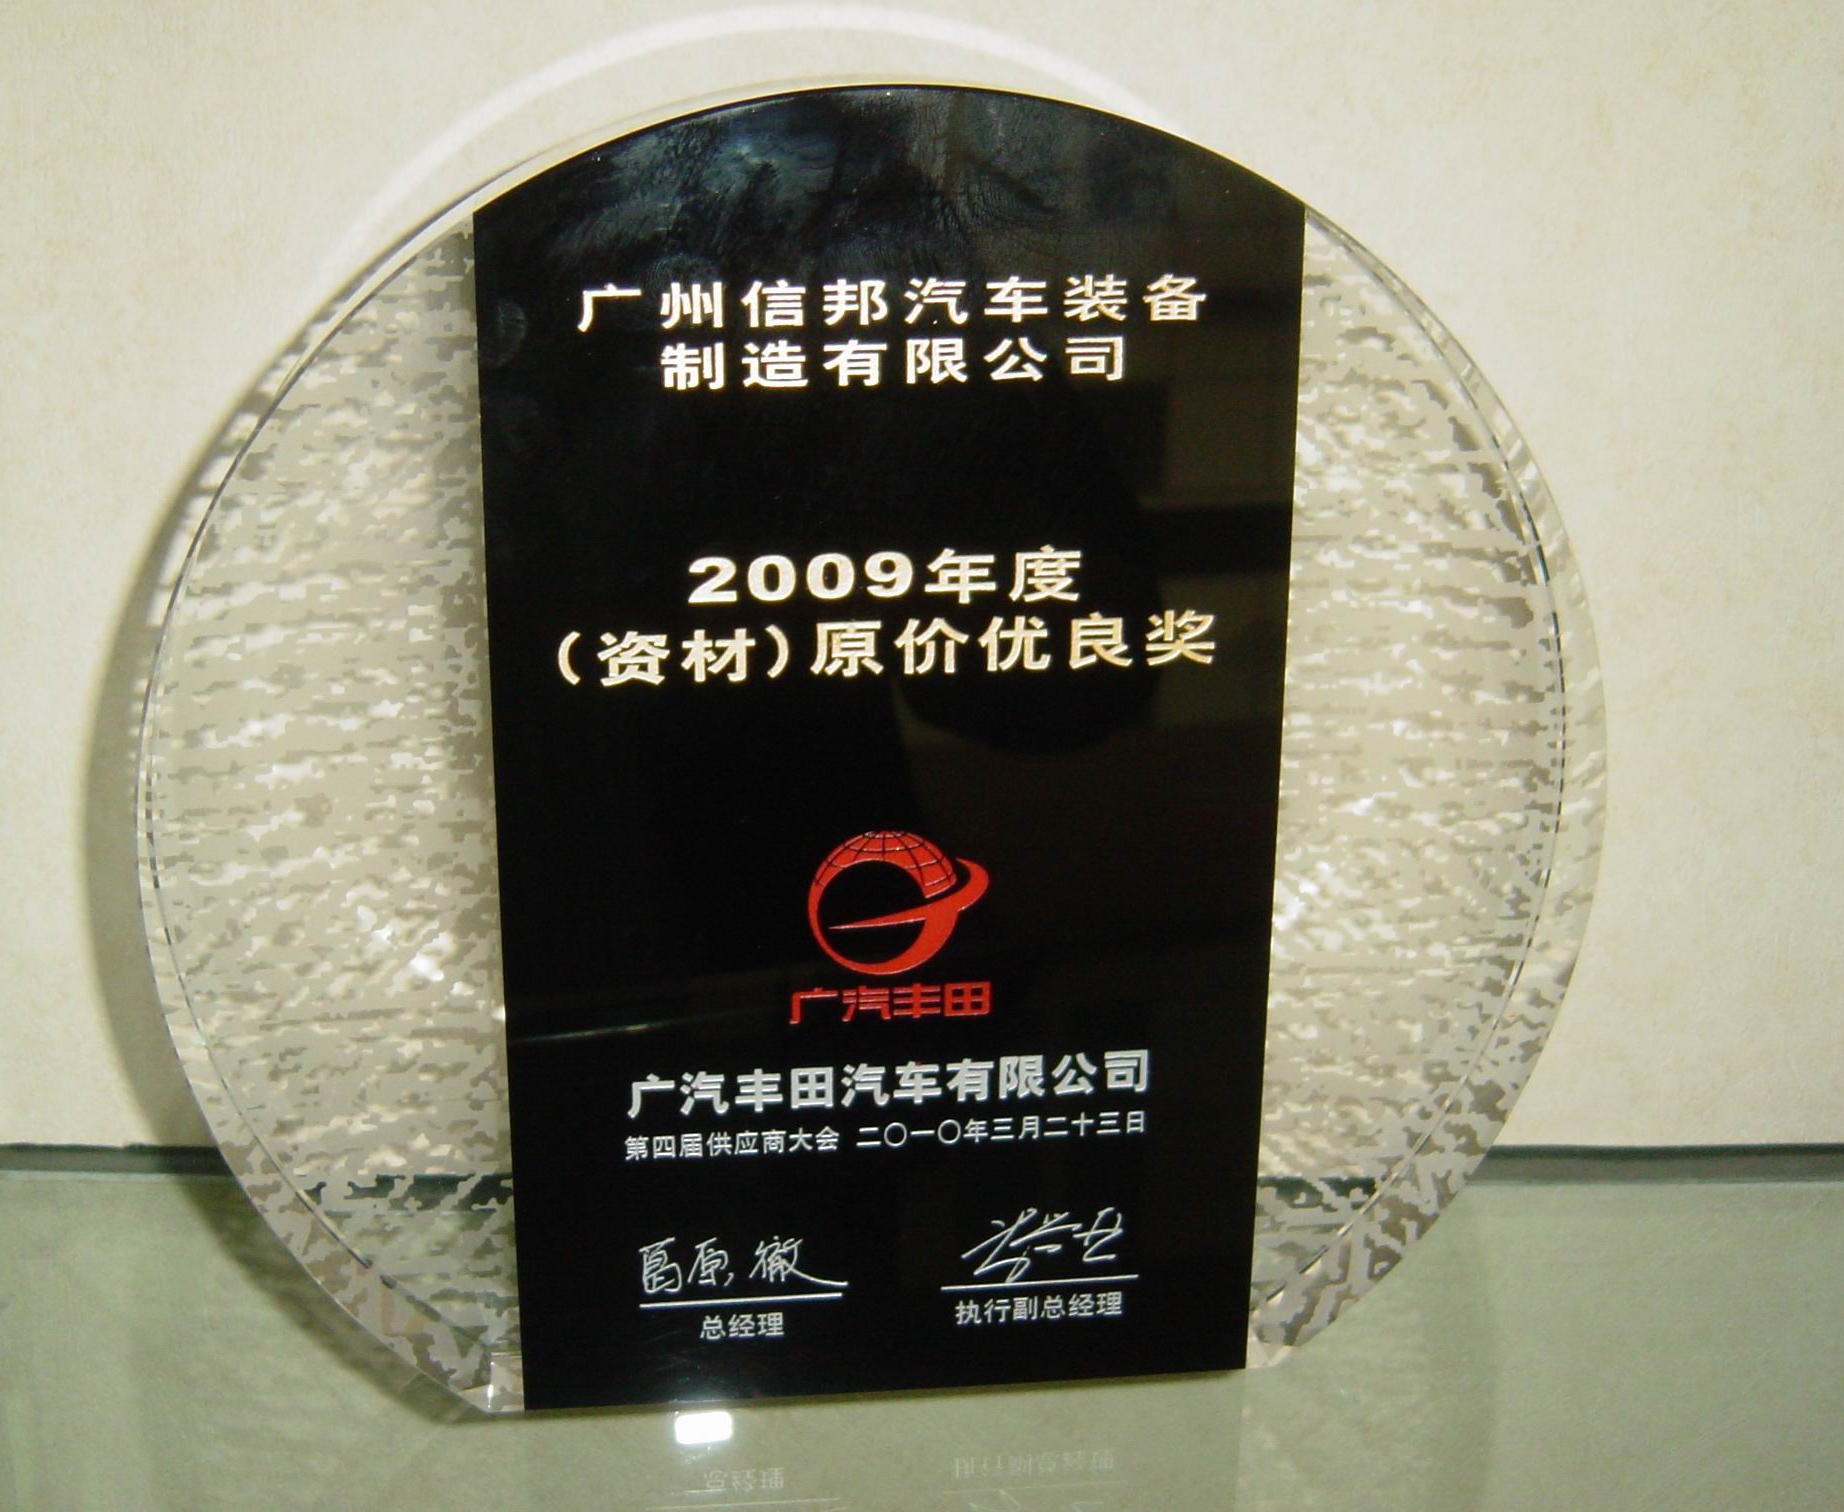 广州信邦汽车装备
制造有限公司
2009年度
(资材)原价优良奖
广汽丰田
广汽丰田汽车有限公司
第四届供应商大会 二〇一〇年三月二十三日
葛原 徹
总经理
执行副总经理